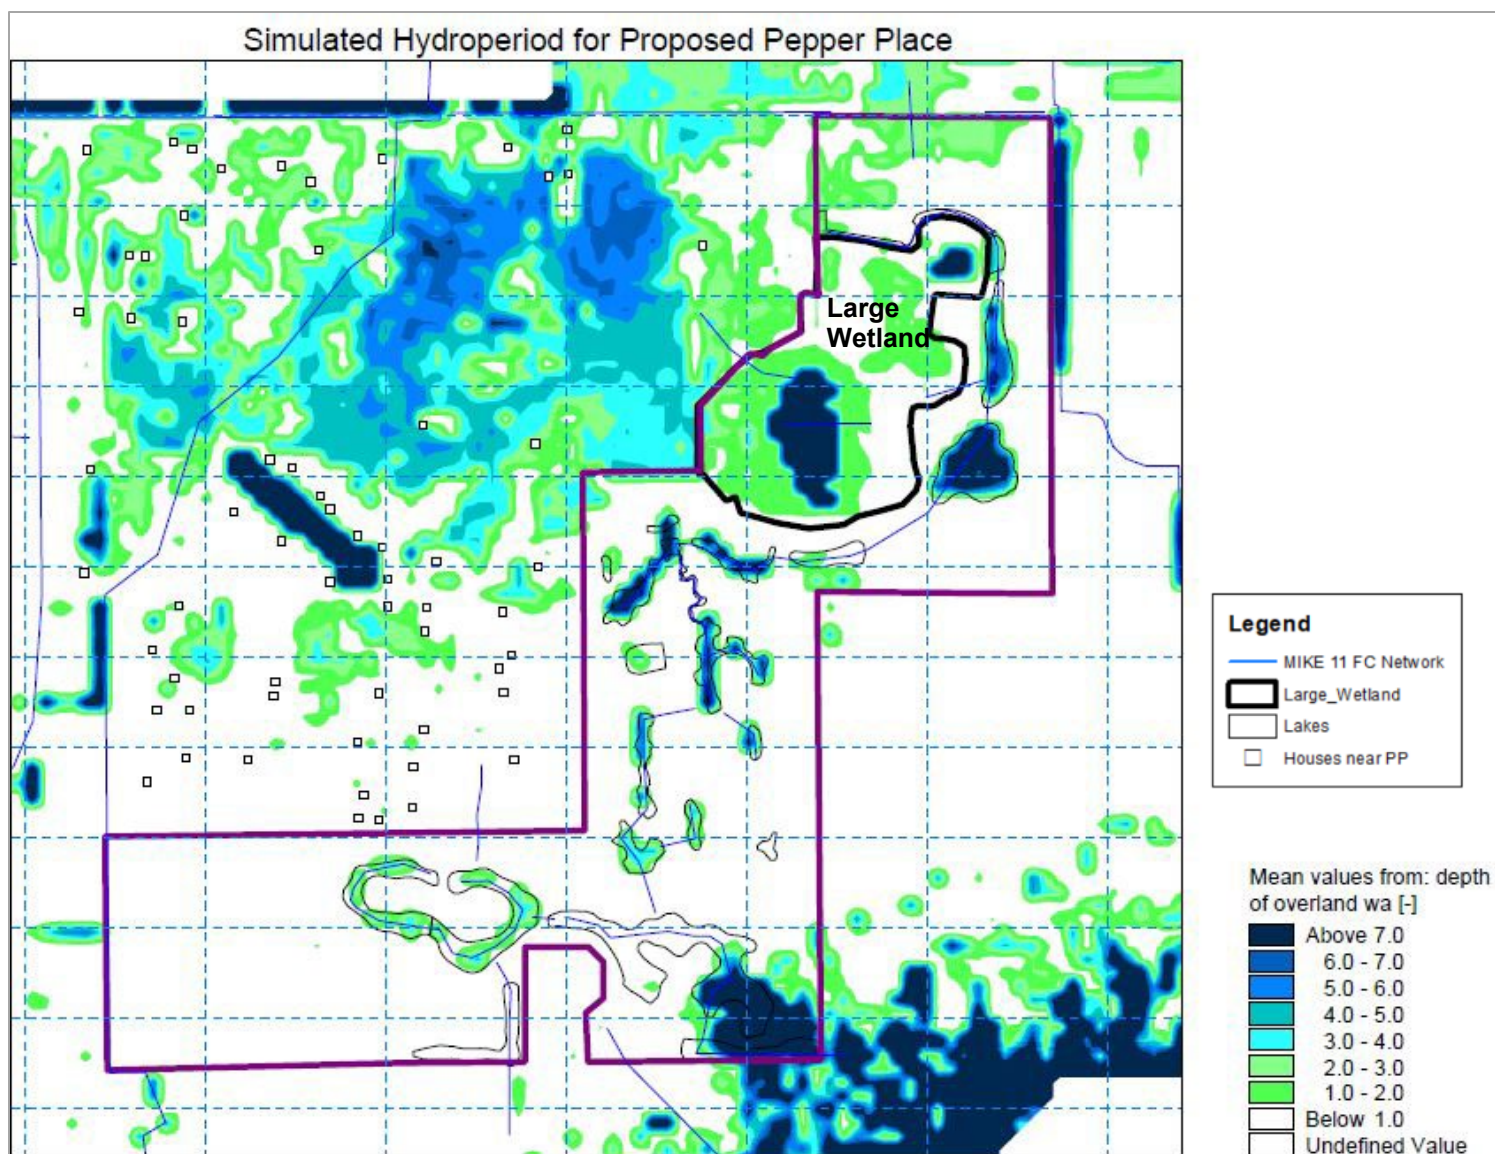 Simulated Hydroperiod for Proposed Pepper Place
Large
Wetland
Legend
MIKE 11 FC Network
Large_Wetland
Lakes
Houses near PP
Mean values from: depth
of overland wa [-]
Above 7.0
6.0 - 7.0
5.0 - 6.0
4.0 - 5.0
3.0 - 4.0
2.0 - 3.0
1.0 - 2.0
Below 1.0
Undefined Value